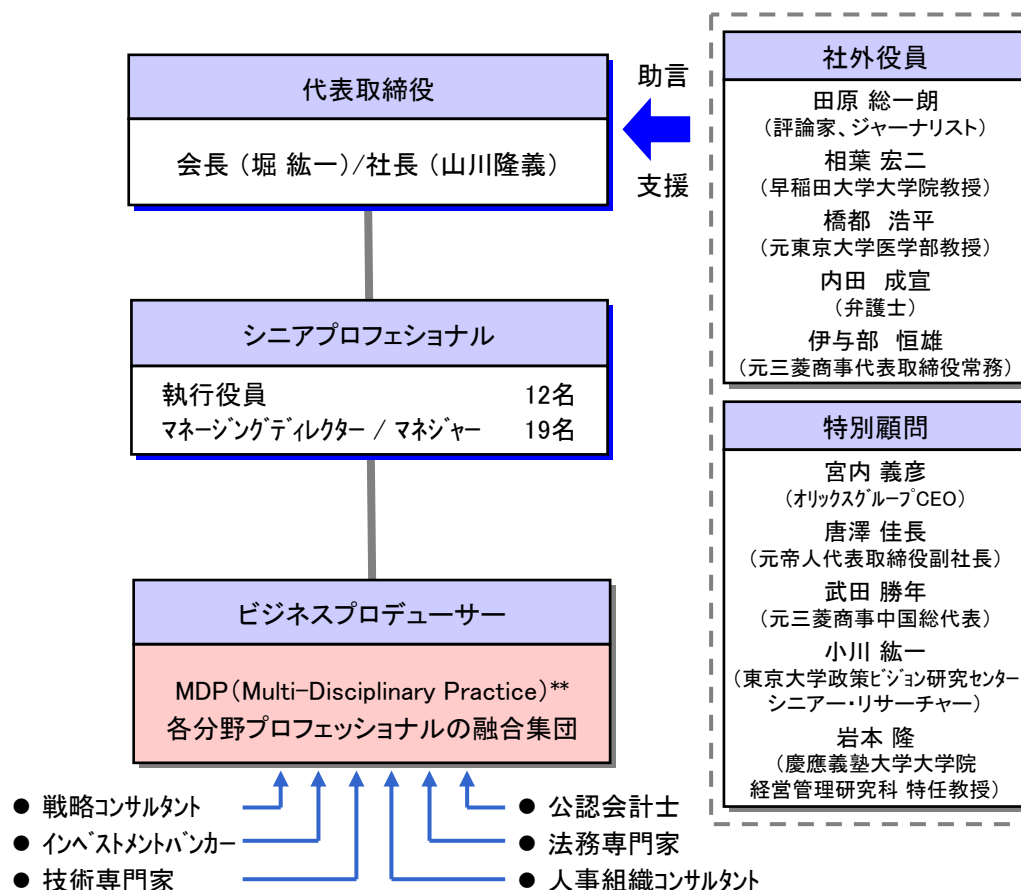 代表取締役
会長（堀 紘一）/社長（山川隆義）
助言
支援
シニアプロフェショナル
執行役員 12名
マネージングディレクター / マネジャー 19名
ビジネスプロデューサー
MDP（Multi-Disciplinary Practice）**
各分野プロフェッショナルの融合集団
● 戦略コンサルタント
● インベストメントバンカー
● 技術専門家
● 公認会計士
● 法務専門家
● 人事組織コンサルタント
社外役員
田原 総一朗
（評論家、ジャーナリスト）
相葉 宏二
（早稲田大学大学院教授）
橋都 浩平
（元東京大学医学部教授）
内田 成宣
（弁護士）
伊与部 恒雄
（元三菱商事代表取締役常務）
特別顧問
宮内 義彦
（オリックスグループCEO）
唐澤 佳長
（元帝人代表取締役副社長）
武田 勝年
（元三菱商事中国総代表）
小川 紘一
（東京大学政策ビジョン研究センター
シニアー・リサーチャー）
岩本 隆
（慶應義塾大学大学院
経営管理研究科 特任教授）